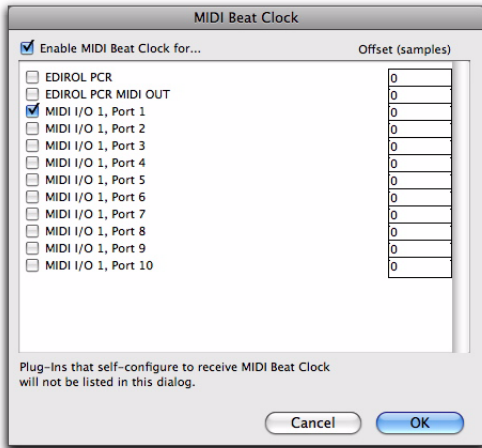 MIDI Beat Clock
Enable MIDI Beat Clock for... Offset (samples)
EDIROL PCR 0
EDIROL PCR MIDI OUT 0
MIDI I/O 1, Port 1 0
MIDI I/O 1, Port 2 0
MIDI I/O 1, Port 3 0
MIDI I/O 1, Port 4 0
MIDI I/O 1, Port 5 0
MIDI I/O 1, Port 6 0
MIDI I/O 1, Port 7 0
MIDI I/O 1, Port 8 0
MIDI I/O 1, Port 9 0
MIDI I/O 1, Port 10 0
Plug-Ins that self-configure to receive MIDI Beat Clock
will not be listed in this dialog.
Cancel OK